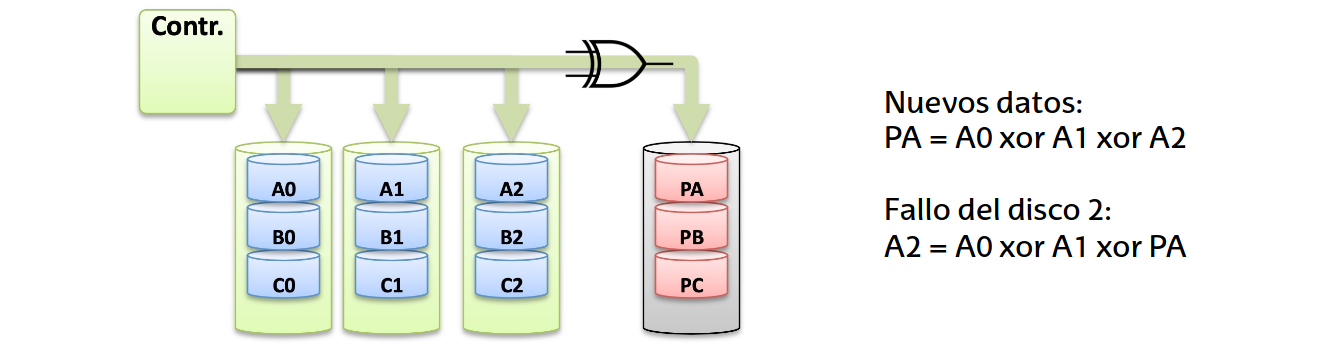 Contr.
A0 A1 A2 PA
B0 B1 B2 PB
C0 C1 C2 PC
Nuevos datos:
PA = A0 xor A1 xor A2
Fallo del disco 2:
A2 = A0 xor A1 xor PA